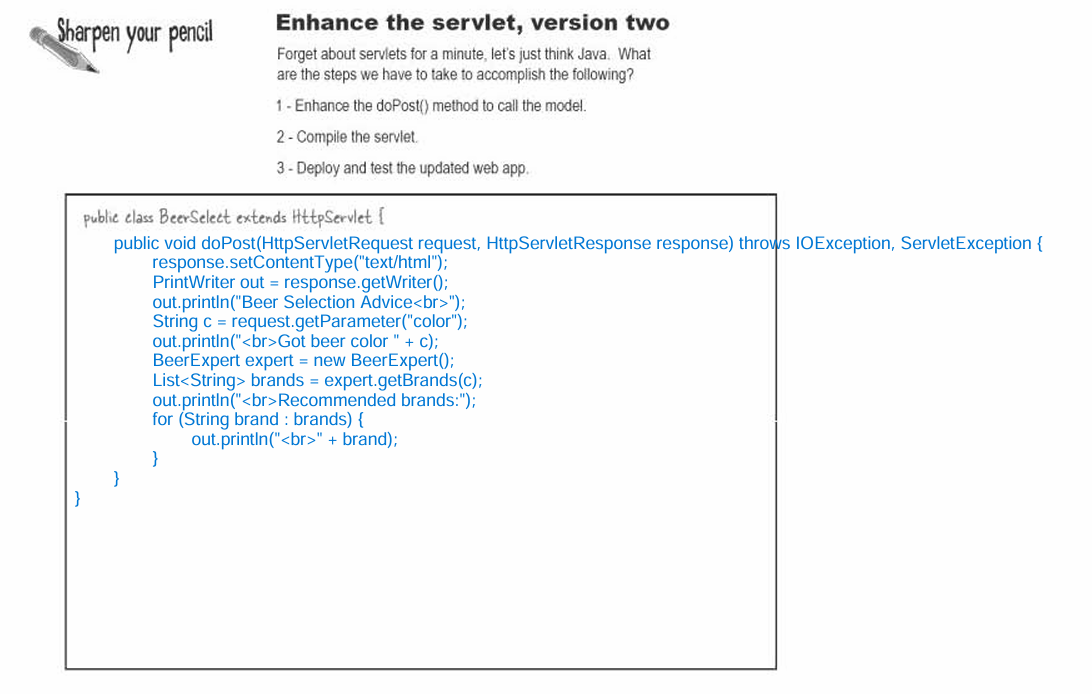 Sharpen your pencil
Enhance the servlet, version two
Forget about servlets for a minute, let's just think Java. What
are the steps we have to take to accomplish the following?
1 - Enhance the doPost() method to call the model.
2 - Compile the servlet.
3 - Deploy and test the updated web app.
public class BeerSelect extends HttpServlet {
public void doPost(HttpServletRequest request, HttpServletResponse response) throws IOException, ServletException {
response.setContentType("text/html");
PrintWriter out = response.getWriter();
out.println("Beer Selection Advice<br>");
String c = request.getParameter("color");
out.println("<br>Got beer color " + c);
BeerExpert expert = new BeerExpert();
List<String> brands = expert.getBrands(c);
out.println("<br>Recommended brands:");
for (String brand : brands) {
out.println("<br>" + brand);
}
}
}